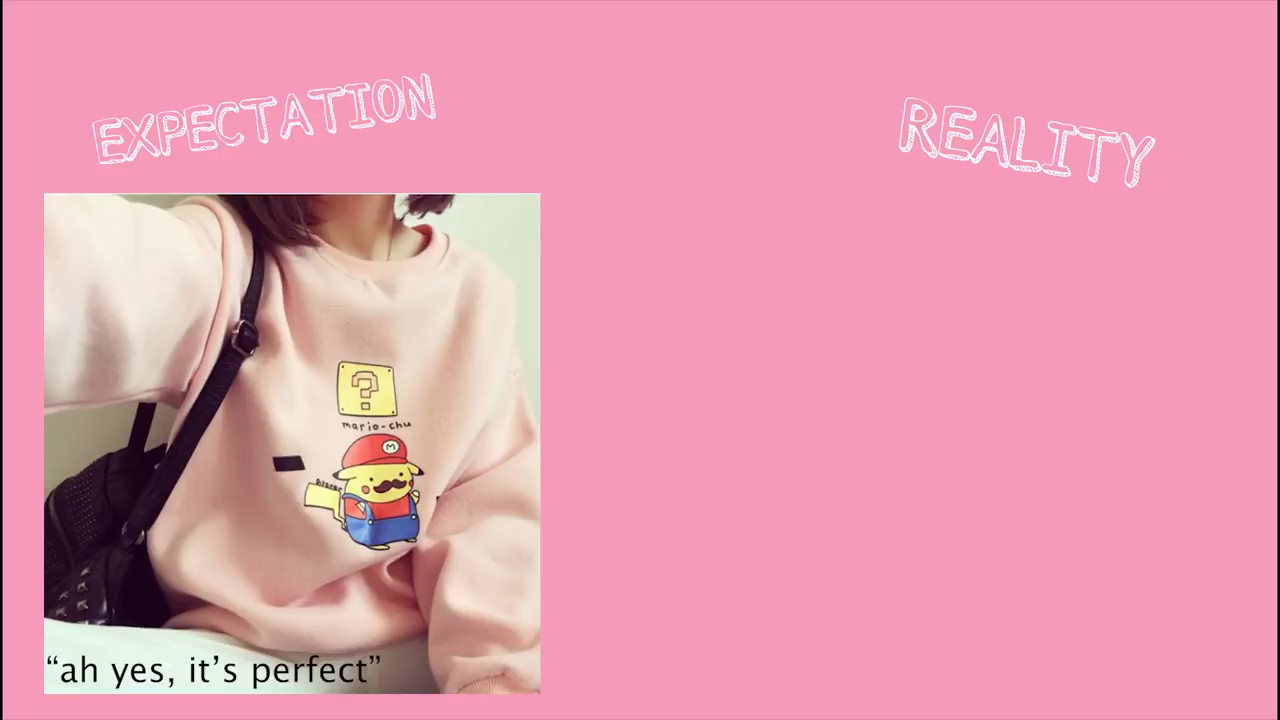 EXPECTATION
REALITY
?
mario-chu
M
"ah yes, it's perfect"